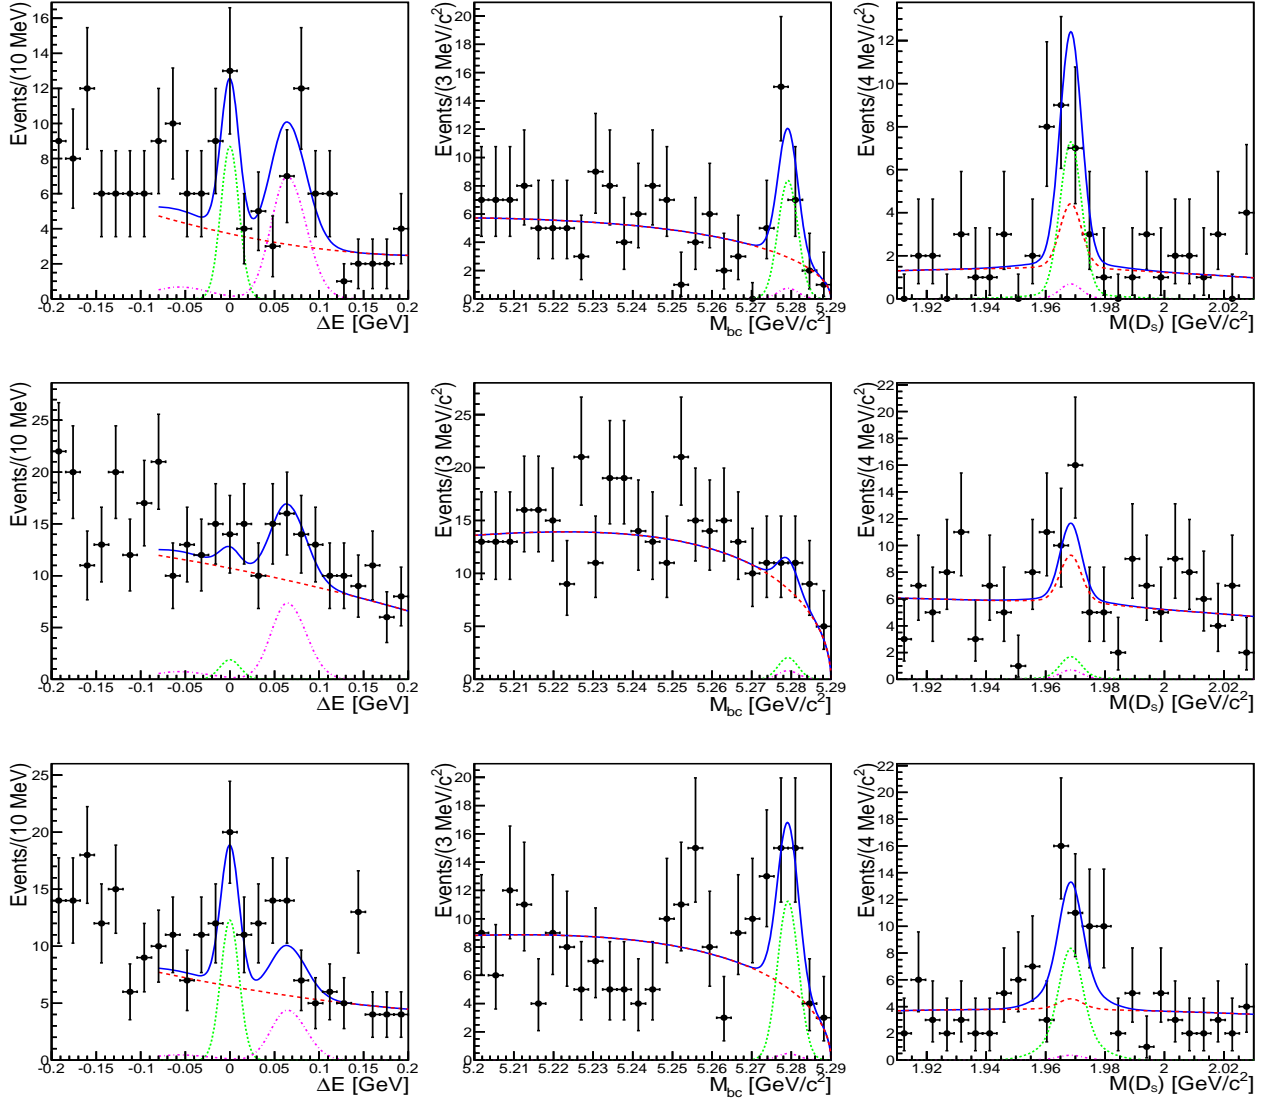 Events/(10 MeV)
16
14
12
10
8
6
4
2
0
-0.2 -0.15 -0.1 -0.05 0 0.05 0.1 0.15 0.2
ΔE [GeV]
Events/(3 MeV/c²)
20
18
16
14
12
10
8
6
4
2
0
5.2 5.21 5.22 5.23 5.24 5.25 5.26 5.27 5.28 5.29
M_bc [GeV/c²]
Events/(4 MeV/c²)
12
10
8
6
4
2
0
1.92 1.94 1.96 1.98 2 2.02
M(D_s) [GeV/c²]
Events/(10 MeV)
25
20
15
10
5
0
-0.2 -0.15 -0.1 -0.05 0 0.05 0.1 0.15 0.2
ΔE [GeV]
Events/(3 MeV/c²)
25
20
15
10
5
0
5.2 5.21 5.22 5.23 5.24 5.25 5.26 5.27 5.28 5.29
M_bc [GeV/c²]
Events/(4 MeV/c²)
22
20
18
16
14
12
10
8
6
4
2
0
1.92 1.94 1.96 1.98 2 2.02
M(D_s) [GeV/c²]
Events/(10 MeV)
25
20
15
10
5
0
-0.2 -0.15 -0.1 -0.05 0 0.05 0.1 0.15 0.2
ΔE [GeV]
Events/(3 MeV/c²)
20
18
16
14
12
10
8
6
4
2
0
5.2 5.21 5.22 5.23 5.24 5.25 5.26 5.27 5.28 5.29
M_bc [GeV/c²]
Events/(4 MeV/c²)
22
20
18
16
14
12
10
8
6
4
2
0
1.92 1.94 1.96 1.98 2 2.02
M(D_s) [GeV/c²]